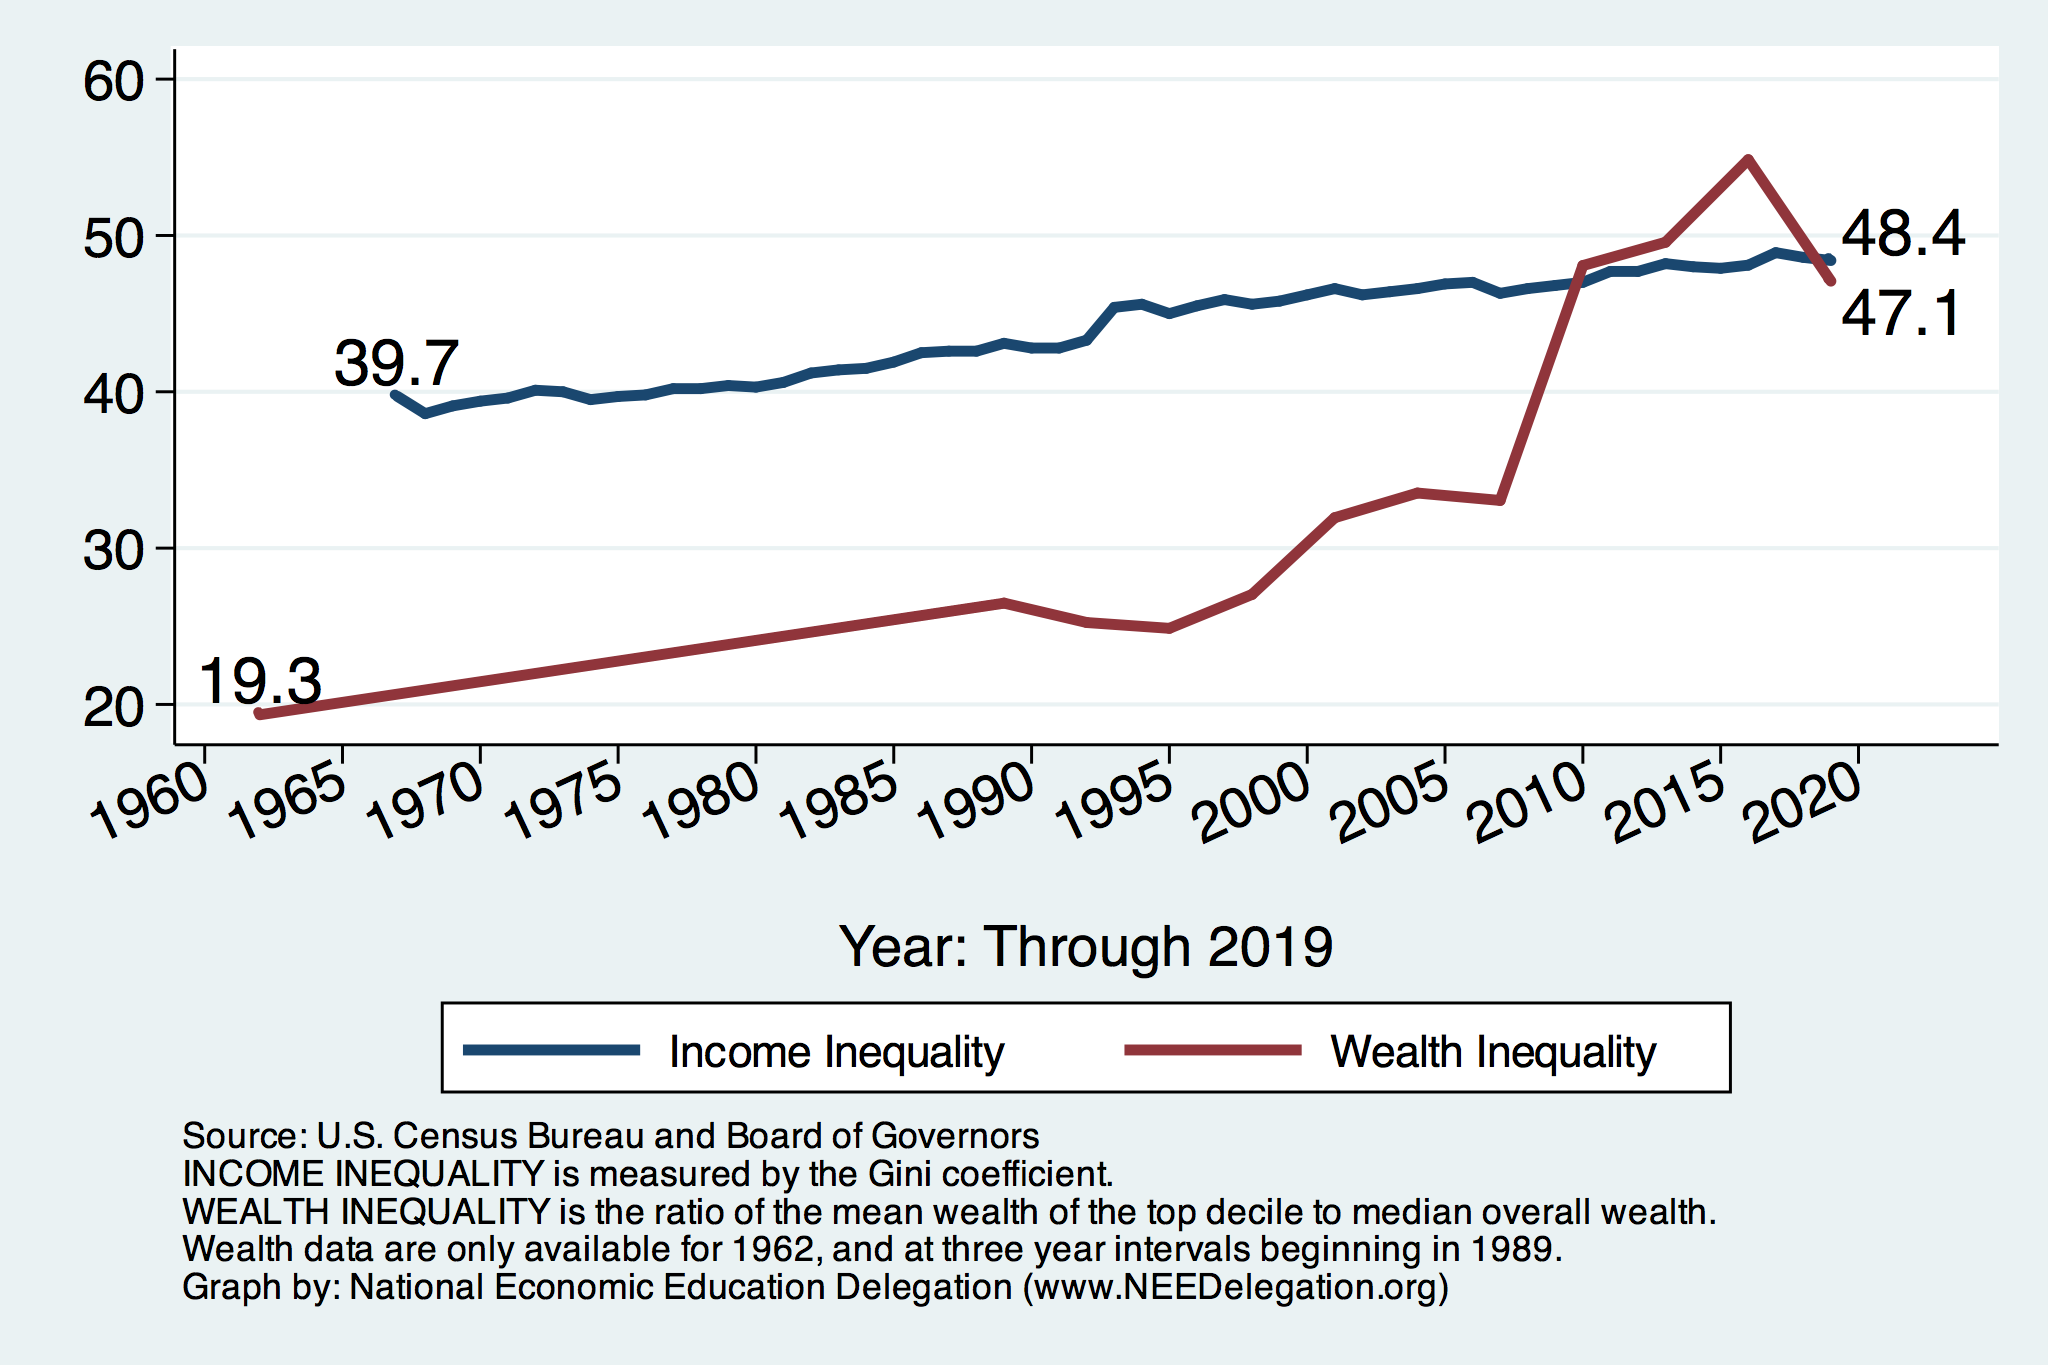 60
50
40
30
20
39.7
19.3
48.4
47.1
1960 1965 1970 1975 1980 1985 1990 1995 2000 2005 2010 2015 2020
Year: Through 2019
Income Inequality Wealth Inequality
Source: U.S. Census Bureau and Board of Governors
INCOME INEQUALITY is measured by the Gini coefficient.
WEALTH INEQUALITY is the ratio of the mean wealth of the top decile to median overall wealth.
Wealth data are only available for 1962, and at three year intervals beginning in 1989.
Graph by: National Economic Education Delegation (www.NEEDelegation.org)